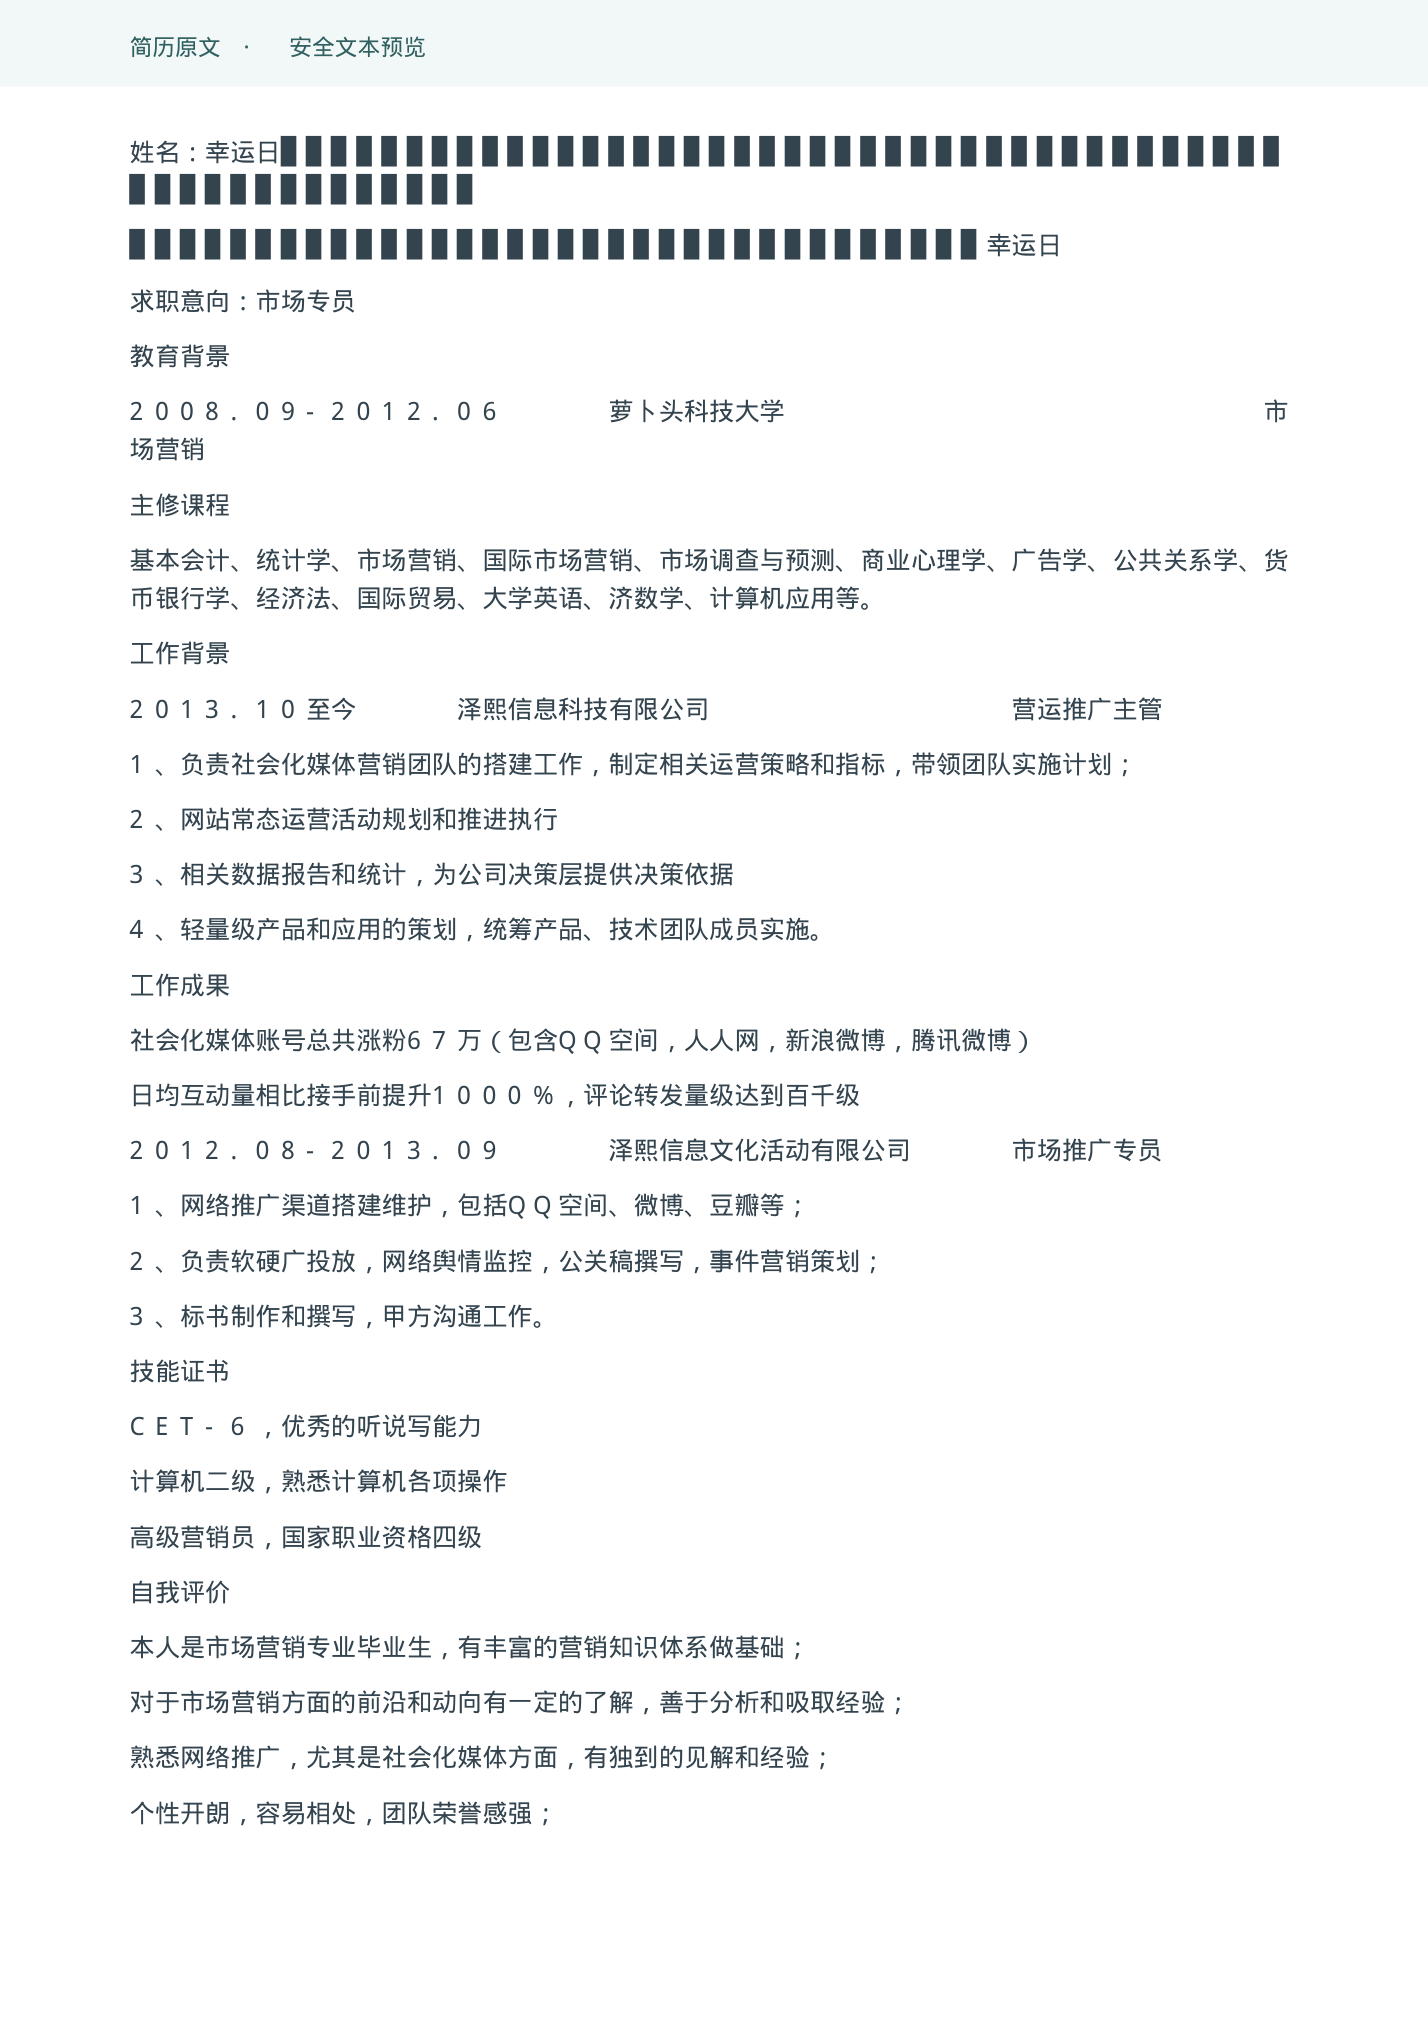 简历原文 · 安全文本预览
姓名：幸运日
幸运日
求职意向：市场专员
教育背景
2008.09-2012.06 萝卜头科技大学 市
场营销
主修课程
基本会计、统计学、市场营销、国际市场营销、市场调查与预测、商业心理学、广告学、公共关系学、货
币银行学、经济法、国际贸易、大学英语、济数学、计算机应用等。
工作背景
2013.10至今 泽熙信息科技有限公司 营运推广主管
1、负责社会化媒体营销团队的搭建工作，制定相关运营策略和指标，带领团队实施计划；
2、网站常态运营活动规划和推进执行
3、相关数据报告和统计，为公司决策层提供决策依据
4、轻量级产品和应用的策划，统筹产品、技术团队成员实施。
工作成果
社会化媒体账号总共涨粉67万（包含QQ空间，人人网，新浪微博，腾讯微博）
日均互动量相比接手前提升1000%，评论转发量级达到百千级
2012.08-2013.09 泽熙信息文化活动有限公司 市场推广专员
1、网络推广渠道搭建维护，包括QQ空间、微博、豆瓣等；
2、负责软硬广投放，网络舆情监控，公关稿撰写，事件营销策划；
3、标书制作和撰写，甲方沟通工作。
技能证书
CET-6，优秀的听说写能力
计算机二级，熟悉计算机各项操作
高级营销员，国家职业资格四级
自我评价
本人是市场营销专业毕业生，有丰富的营销知识体系做基础；
对于市场营销方面的前沿和动向有一定的了解，善于分析和吸取经验；
熟悉网络推广，尤其是社会化媒体方面，有独到的见解和经验；
个性开朗，容易相处，团队荣誉感强；